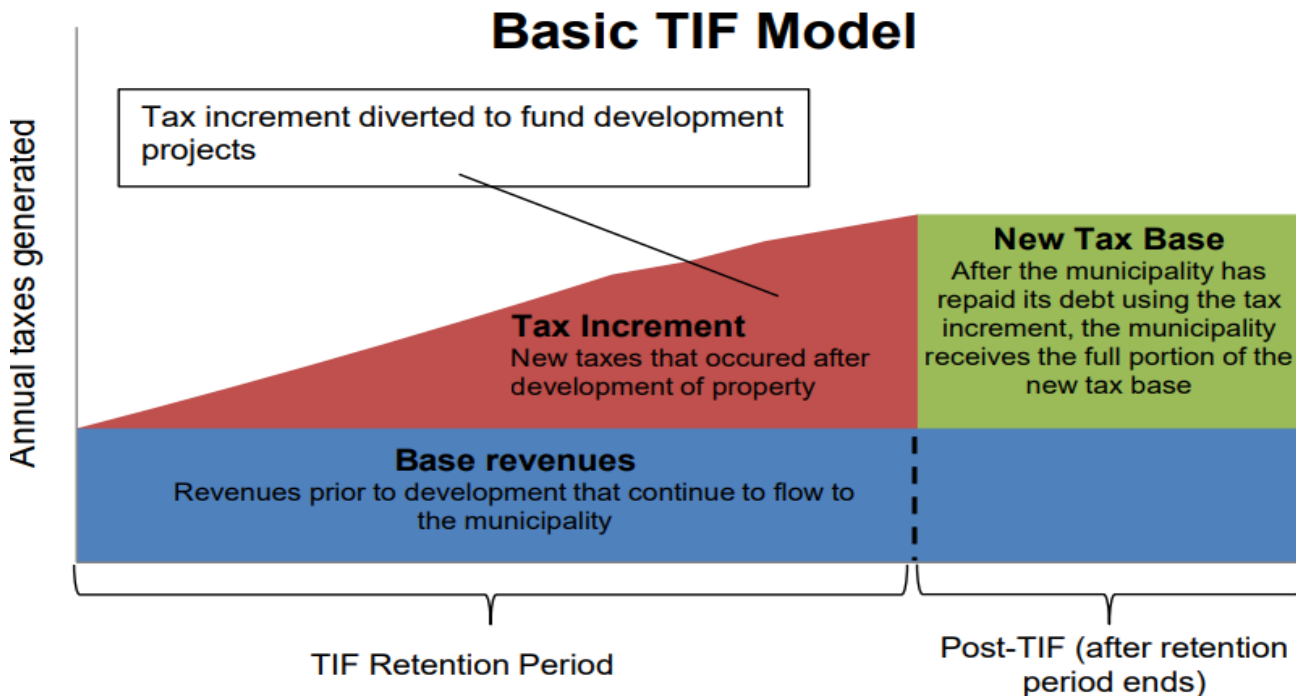 Basic TIF Model
Tax increment diverted to fund development
projects
Annual taxes generated
New Tax Base
After the municipality has
repaid its debt using the tax
increment, the municipality
receives the full portion of the
new tax base
Tax Increment
New taxes that occured after
development of property
Base revenues
Revenues prior to development that continue to flow to
the municipality
TIF Retention Period
Post-TIF (after retention
period ends)